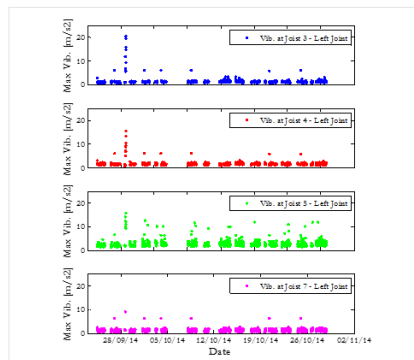 Max Vib. [m/s2]
20
10
0
Vib. at Joist 3 - Left Joint
Max Vib. [m/s2]
20
10
0
Vib. at Joist 4 - Left Joint
Max Vib. [m/s2]
20
10
0
Vib. at Joist 5 - Left Joint
Max Vib. [m/s2]
20
10
0
Vib. at Joist 7 - Left Joint
28/09/14 05/10/14 12/10/14 19/10/14 26/10/14 02/11/14
Date